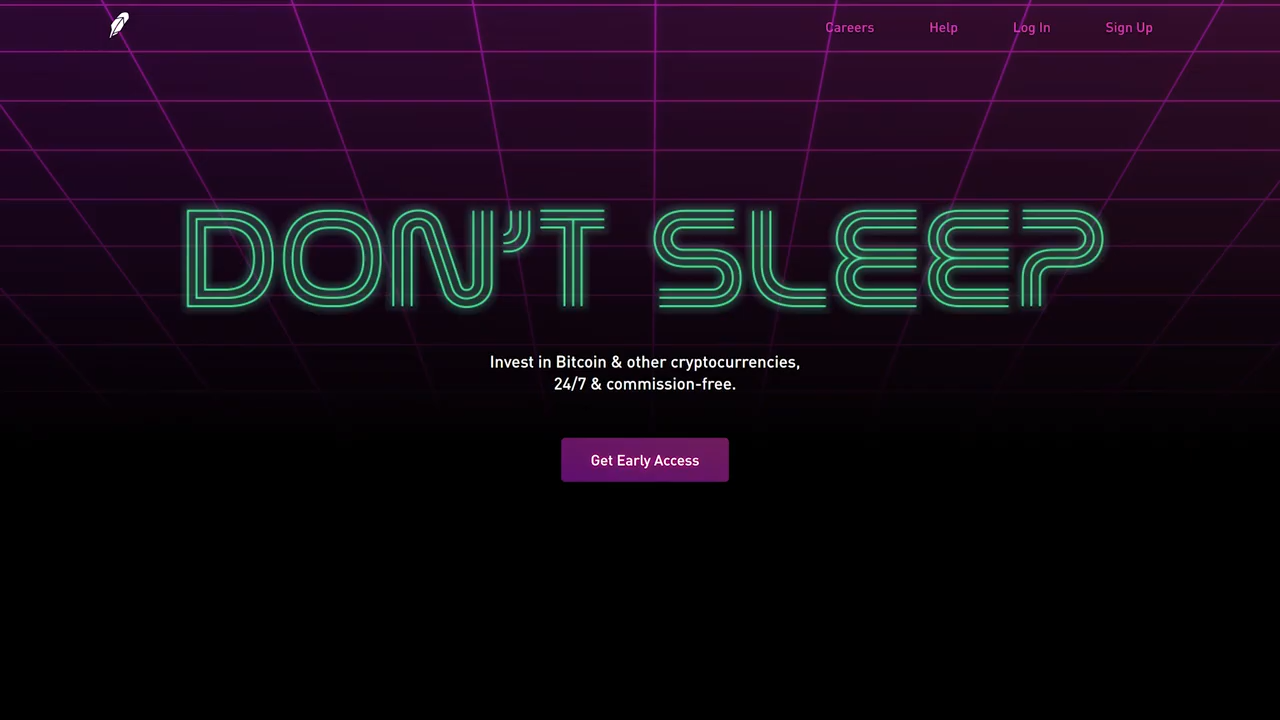 Careers Help Log In Sign Up
DON'T SLEEP
Invest in Bitcoin & other cryptocurrencies,
24/7 & commission-free.
Get Early Access